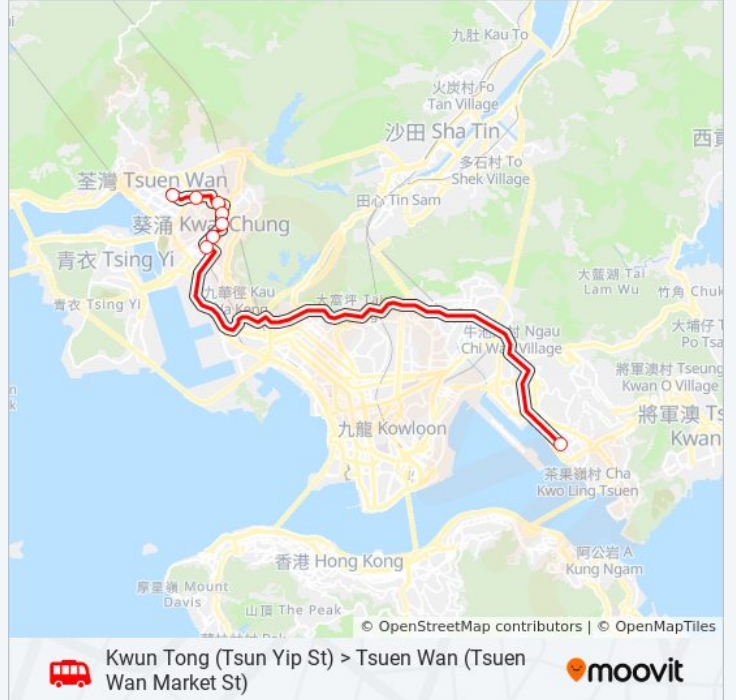 九肚 Kau To
火炭村 Fo
Tan Village
沙田 Sha Tin
西貢
多石村 To
Shek Village
荃灣 Tsuen Wan
田心 Tin Sam
葵涌 Kwai Chung
青衣 Tsing Yi
大藍湖 Tai
Lam Wu
九華徑 Kau
竹角 Chuk
青衣 Tsing Yi
大窩坪 Tai
大埔仔 T
Po Tsa
牛池灣村 Ngau
Chi Wan Village
將軍澳村 Tseung
Kwan O Village
將軍澳 Ts
Kwan
九龍 Kowloon
茶果嶺村 Cha
Kwo Ling Tsuen
香港 Hong Kong
阿公岩 A
Kung Ngam
摩星嶺 Mount
Davis
山頂 The Peak
© OpenStreetMap contributors | © OpenMapTiles
Kwun Tong (Tsun Yip St) > Tsuen Wan (Tsuen
Wan Market St)
moovit